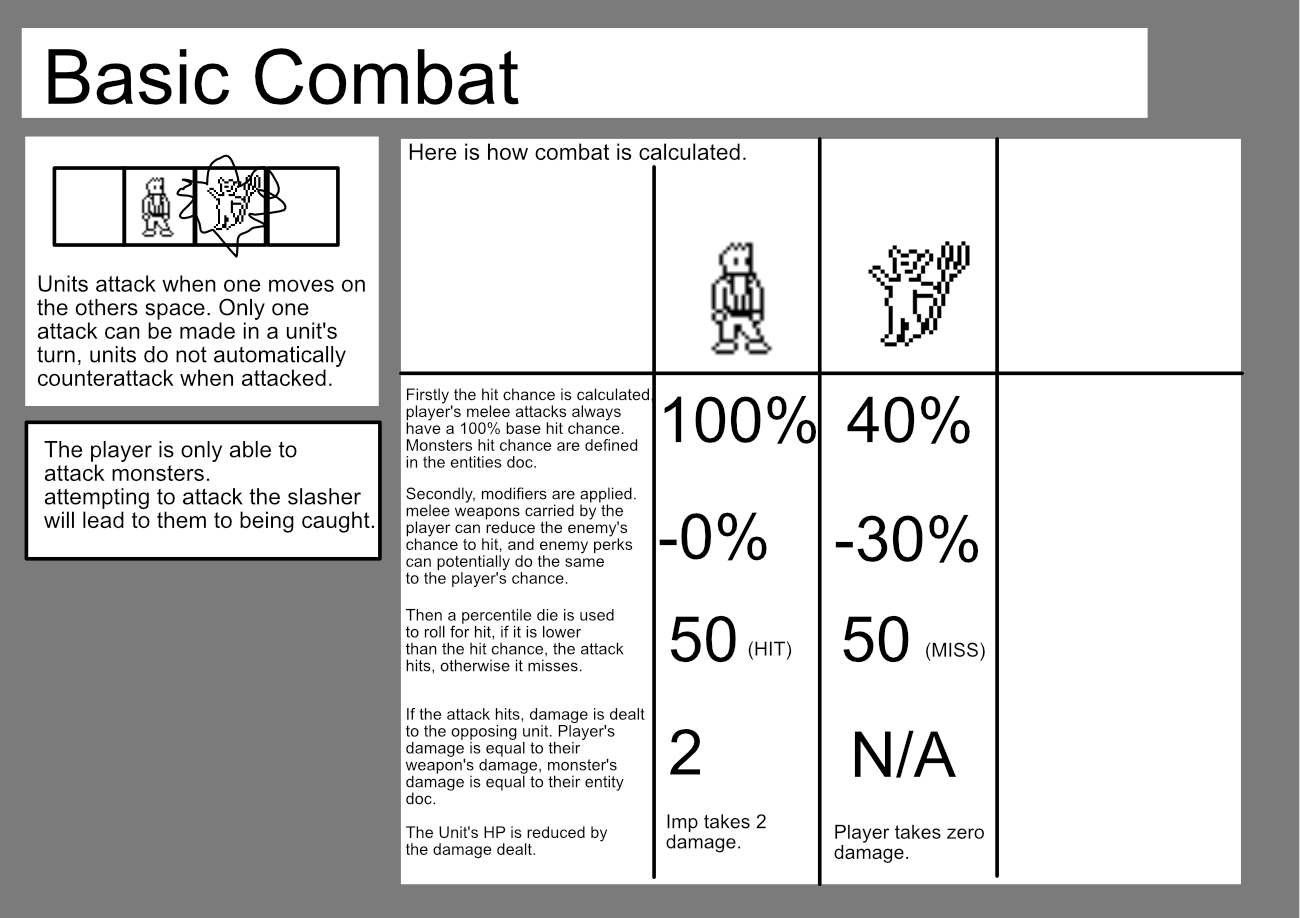 Basic Combat
Units attack when one moves on
the others space. Only one
attack can be made in a unit's
turn, units do not automatically
counterattack when attacked.
The player is only able to
attack monsters.
attempting to attack the slasher
will lead to them to being caught.
Here is how combat is calculated.
Firstly the hit chance is calculated.
player's melee attacks always
have a 100% base hit chance.
Monsters hit chance are defined
in the entities doc.
100%
40%
Secondly, modifiers are applied.
melee weapons carried by the
player can reduce the enemy's
chance to hit, and enemy perks
can potentially do the same
to the player's chance.
-0%
-30%
Then a percentile die is used
to roll for hit, if it is lower
than the hit chance, the attack
hits, otherwise it misses.
50 (HIT)
50 (MISS)
If the attack hits, damage is dealt
to the opposing unit. Player's
damage is equal to their
weapon's damage, monster's
damage is equal to their entity
doc.
2
N/A
The Unit's HP is reduced by
the damage dealt.
Imp takes 2
damage.
Player takes zero
damage.